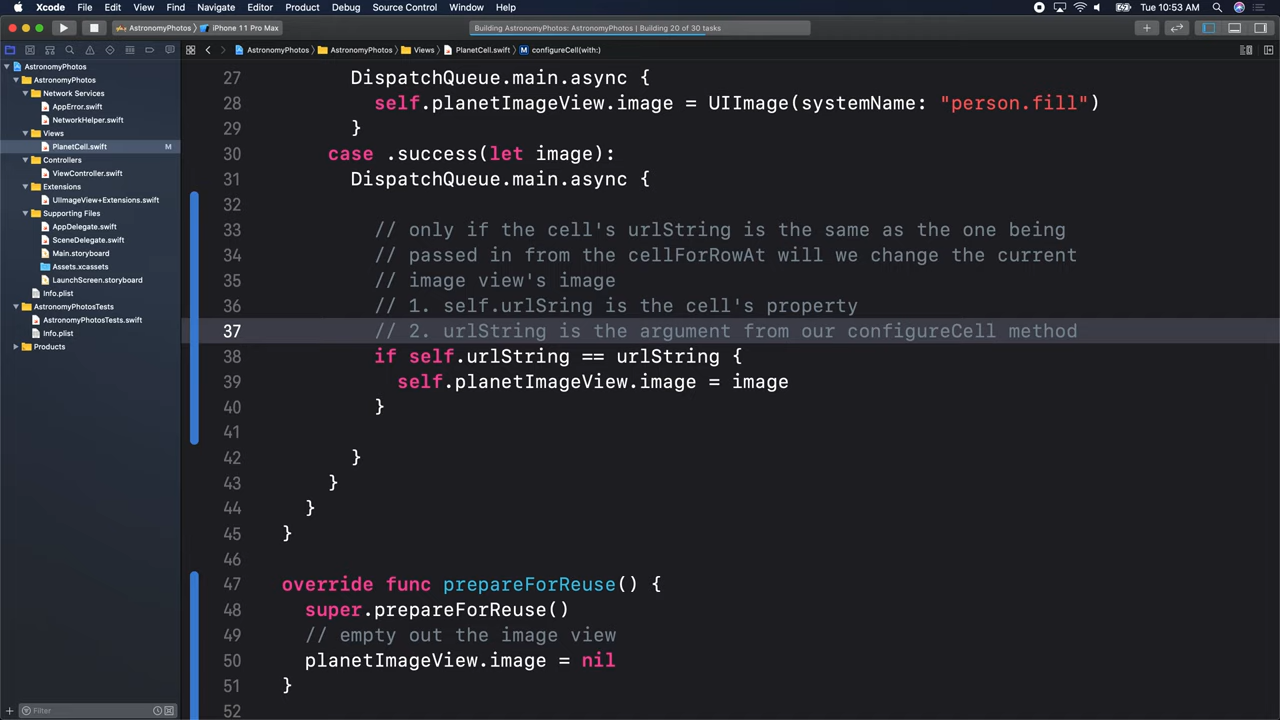 Xcode File Edit View Find Navigate Editor Product Debug Source Control Window Help Tue 10:53 AM
AstronomyPhotos iPhone 11 Pro Max Building AstronomyPhotos: AstronomyPhotos | Building 20 of 30 tasks
AstronomyPhotos AstronomyPhotos Views PlanetCell.swift M configureCell(with:)
AstronomyPhotos
AstronomyPhotos
Network Services
AppError.swift
NetworkHelper.swift
Views
PlanetCell.swift M
Controllers
ViewController.swift
Extensions
UIImageView+Extensions.swift
Supporting Files
AppDelegate.swift
SceneDelegate.swift
Main.storyboard
Assets.xcassets
LaunchScreen.storyboard
Info.plist
AstronomyPhotosTests
AstronomyPhotosTests.swift
Info.plist
Products
Filter
27 DispatchQueue.main.async {
28 self.planetImageView.image = UIImage(systemName: "person.fill")
29 }
30 case .success(let image):
31 DispatchQueue.main.async {
32
33 // only if the cell's urlString is the same as the one being
34 // passed in from the cellForRowAt will we change the current
35 // image view's image
36 // 1. self.urlSring is the cell's property
37 // 2. urlString is the argument from our configureCell method
38 if self.urlString == urlString {
39 self.planetImageView.image = image
40 }
41
42 }
43 }
44 }
45 }
46
47 override func prepareForReuse() {
48 super.prepareForReuse()
49 // empty out the image view
50 planetImageView.image = nil
51 }
52